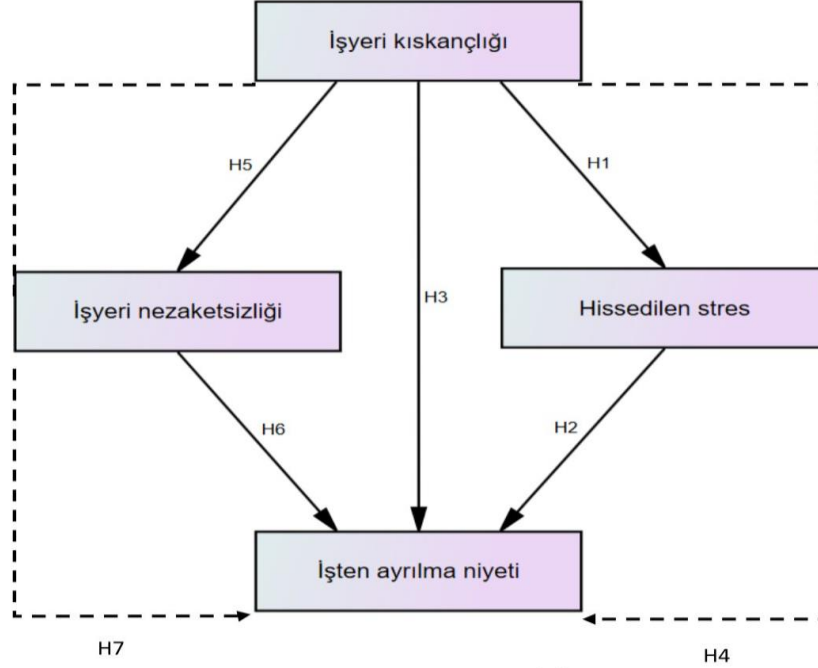 İşyeri kıskançlığı
H5
H1
H3
İşyeri nezaketsizliği
Hissedilen stres
H6
H2
İşten ayrılma niyeti
H7
H4